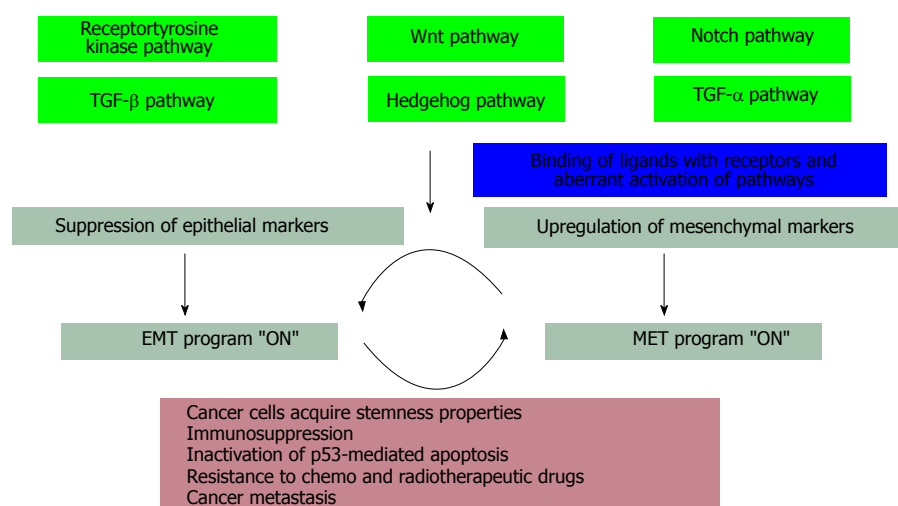 Receptortyrosine
kinase pathway
Wnt pathway
Notch pathway
TGF-β pathway
Hedgehog pathway
TGF-α pathway
Binding of ligands with receptors and
aberrant activation of pathways
Suppression of epithelial markers
Upregulation of mesenchymal markers
EMT program "ON"
MET program "ON"
Cancer cells acquire stemness properties
Immunosuppression
Inactivation of p53-mediated apoptosis
Resistance to chemo and radiotherapeutic drugs
Cancer metastasis